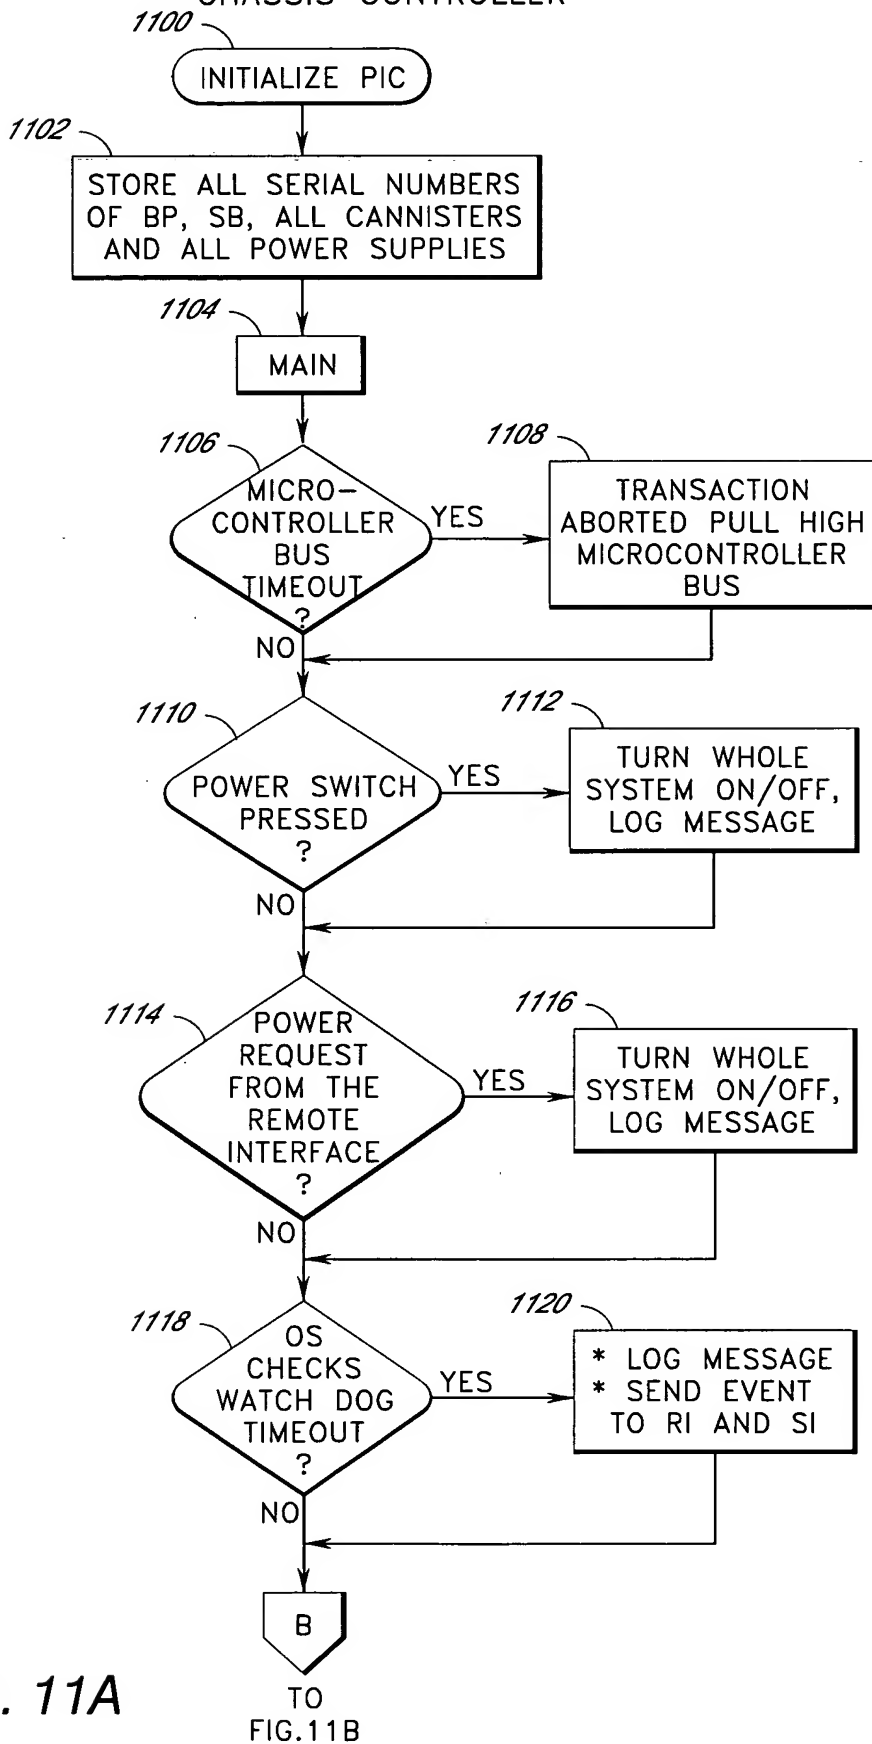 CHASSIS CONTROLLER
1100
INITIALIZE PIC
1102
STORE ALL SERIAL NUMBERS
OF BP, SB, ALL CANNISTERS
AND ALL POWER SUPPLIES
1104
MAIN
1106
MICRO-
CONTROLLER
BUS
TIMEOUT
?
YES
1108
TRANSACTION
ABORTED PULL HIGH
MICROCONTROLLER
BUS
NO
1110
POWER SWITCH
PRESSED
?
YES
1112
TURN WHOLE
SYSTEM ON/OFF,
LOG MESSAGE
NO
1114
POWER
REQUEST
FROM THE
REMOTE
INTERFACE
?
YES
1116
TURN WHOLE
SYSTEM ON/OFF,
LOG MESSAGE
NO
1118
OS
CHECKS
WATCH DOG
TIMEOUT
?
YES
1120
* LOG MESSAGE
* SEND EVENT
TO RI AND SI
NO
B
TO
FIG.11B
. 11A